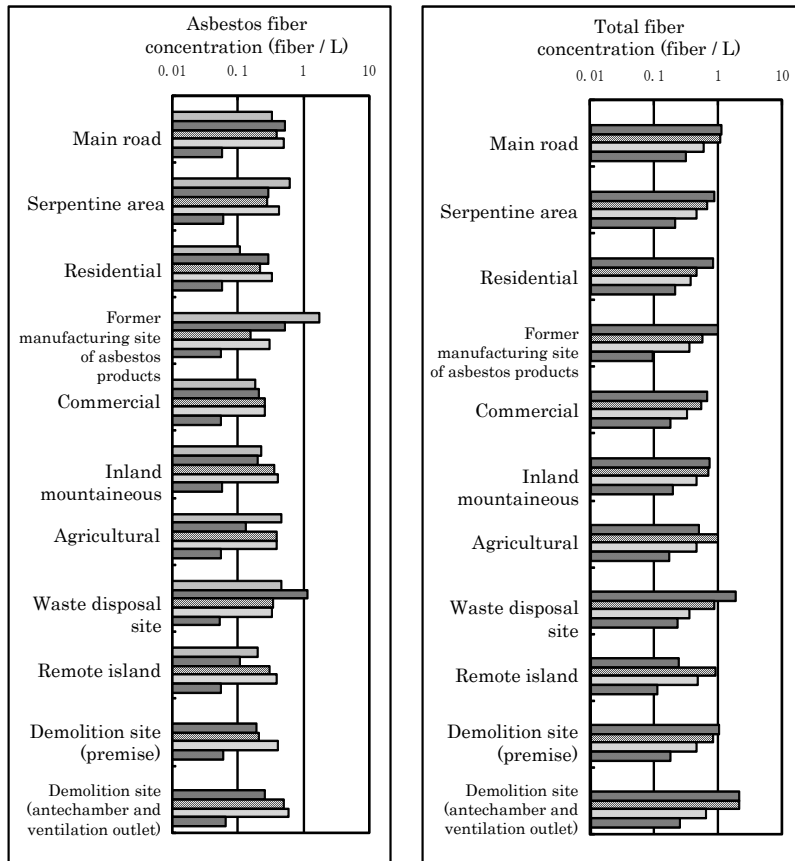 Asbestos fiber
concentration (fiber / L)
0. 01 0. 1 1 10
Main road
Serpentine area
Residential
Former
manufacturing site
of asbestos
products
Commercial
Inland
mountaineous
Agricultural
Waste disposal
site
Remote island
Demolition site
(premise)
Demolition site
(antechamber and
ventilation outlet)
Total fiber
concentration (fiber / L)
0. 01 0. 1 1 10
Main road
Serpentine area
Residential
Former
manufacturing site
of asbestos products
Commercial
Inland
mountaineous
Agricultural
Waste disposal
site
Remote island
Demolition site
(premise)
Demolition site
(antechamber and
ventilation outlet)